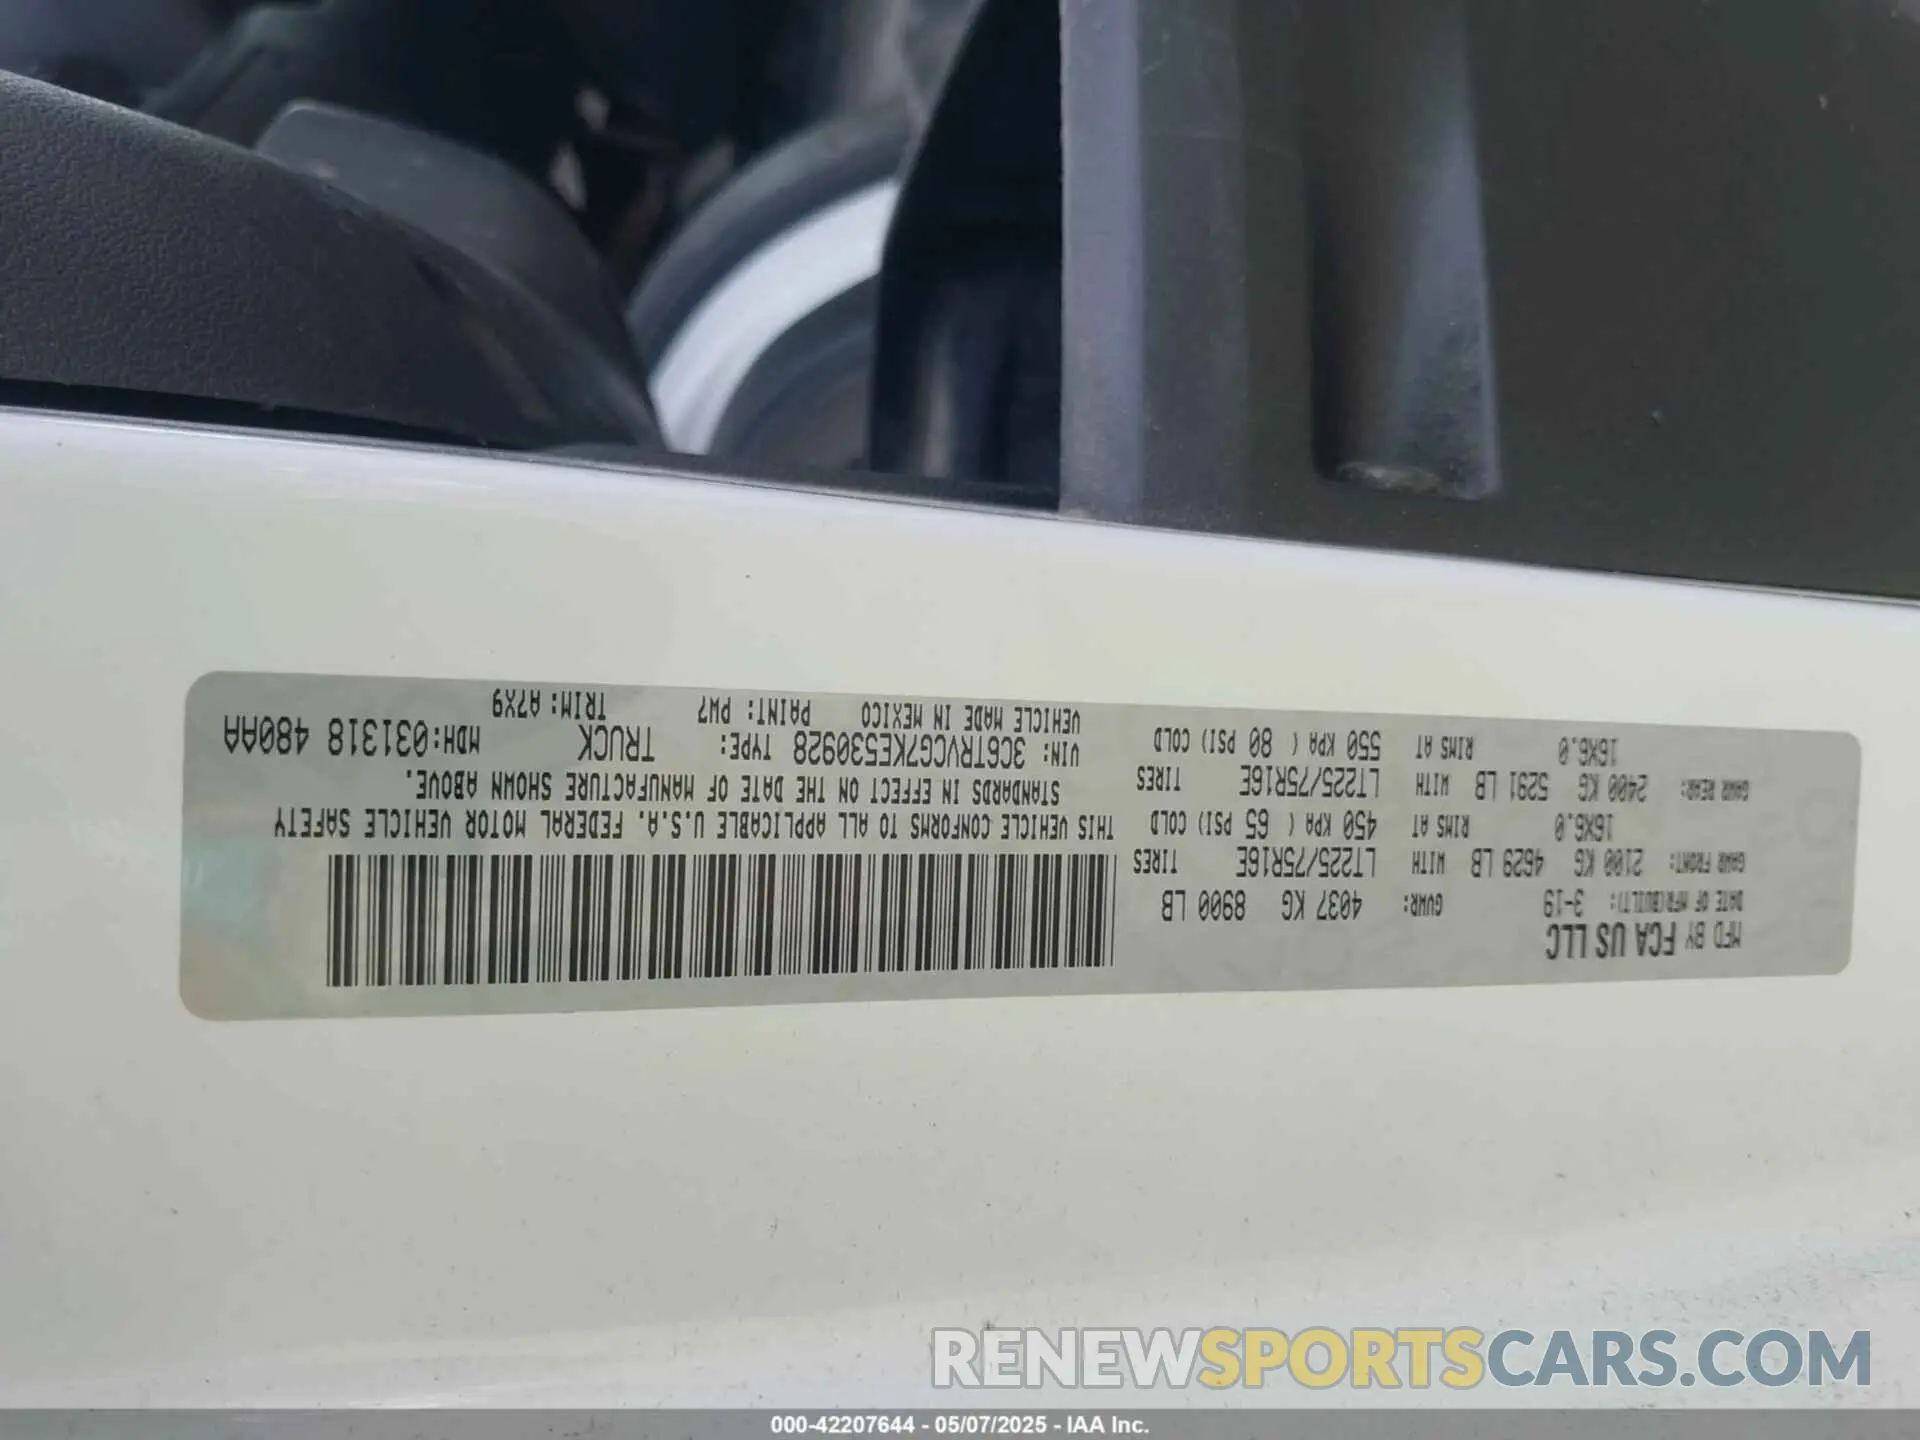 MFD BY FCA US LLC
DATE OF MFR(BUILT): 3-19 GVWR: 4037 KG 8900 LB
GAWR FRONT: 2100 KG 4629 LB WITH LT225/75R16E TIRES
16X6.0 RIMS AT 450 KPA ( 65 PSI) COLD
GAWR REAR: 2400 KG 5291 LB WITH LT225/75R16E TIRES
16X6.0 RIMS AT 550 KPA ( 80 PSI) COLD
THIS VEHICLE CONFORMS TO ALL APPLICABLE U.S.A. FEDERAL MOTOR VEHICLE SAFETY
STANDARDS IN EFFECT ON THE DATE OF MANUFACTURE SHOWN ABOVE.
VIN: 3C6TRVCG7KE530928 TYPE: TRUCK MDH:031318 480AA
VEHICLE MADE IN MEXICO PAINT: PW7 TRIM: A7X9
RENEWSPORTSCARS.COM
000-42207644 - 05/07/2025 - IAA Inc.